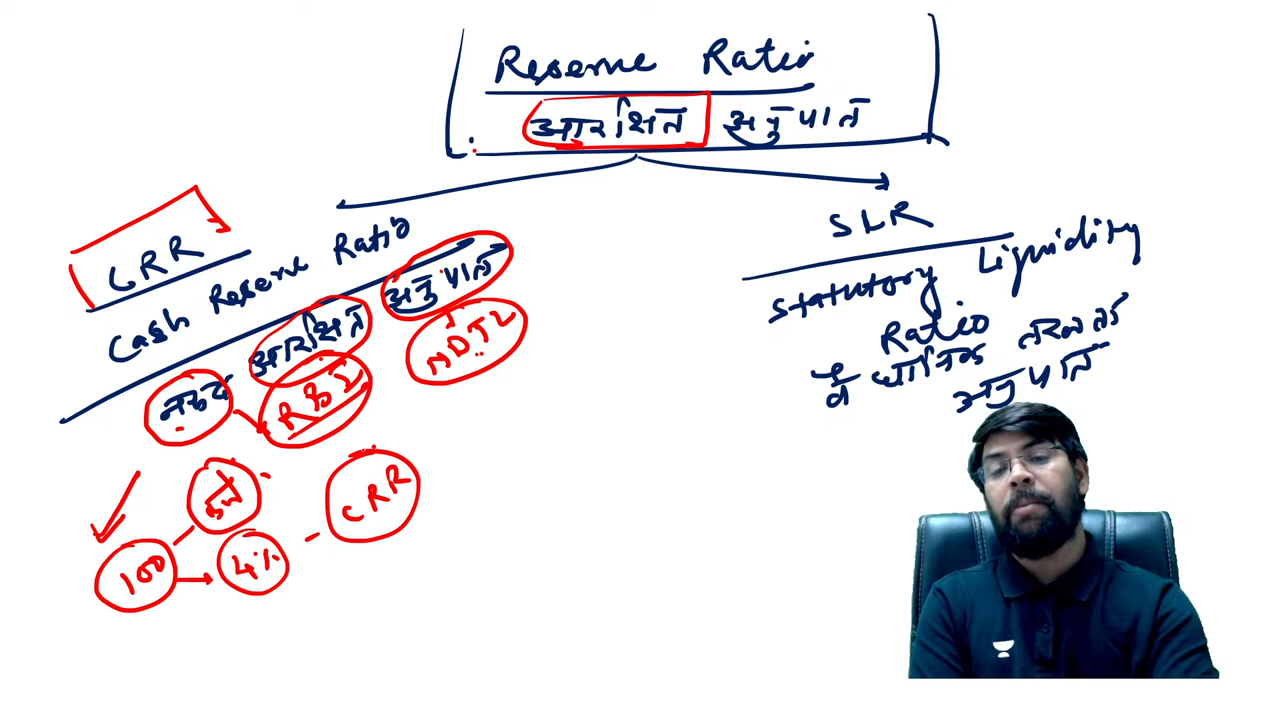 Reserve Ratio
आरक्षित अनुपात
CRR
Cash Reserve Ratio
नकद आरक्षित अनुपात
RBI
NDTL
100
4%
CRR
SLR
Statutory Liquidity
Ratio
तरलता
अनुपात